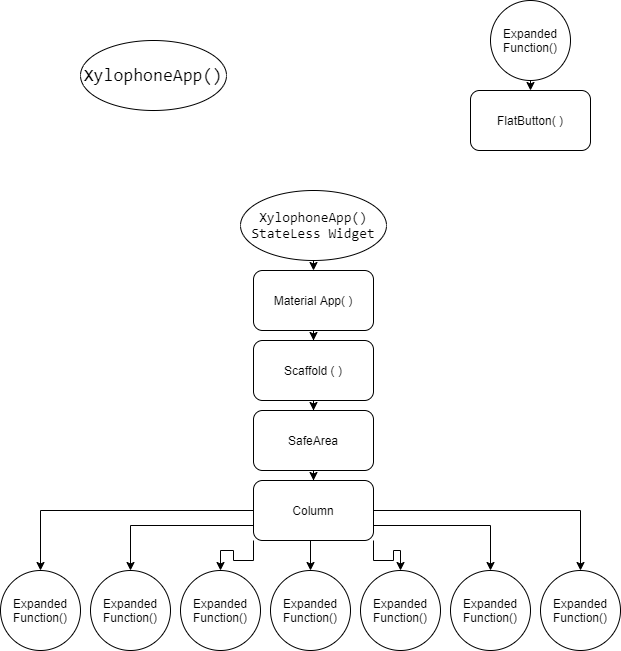 Expanded
Function()
XylophoneApp()
FlatButton( )
XylophoneApp()
StateLess Widget
Material App( )
Scaffold ( )
SafeArea
Column
Expanded
Function()
Expanded
Function()
Expanded
Function()
Expanded
Function()
Expanded
Function()
Expanded
Function()
Expanded
Function()